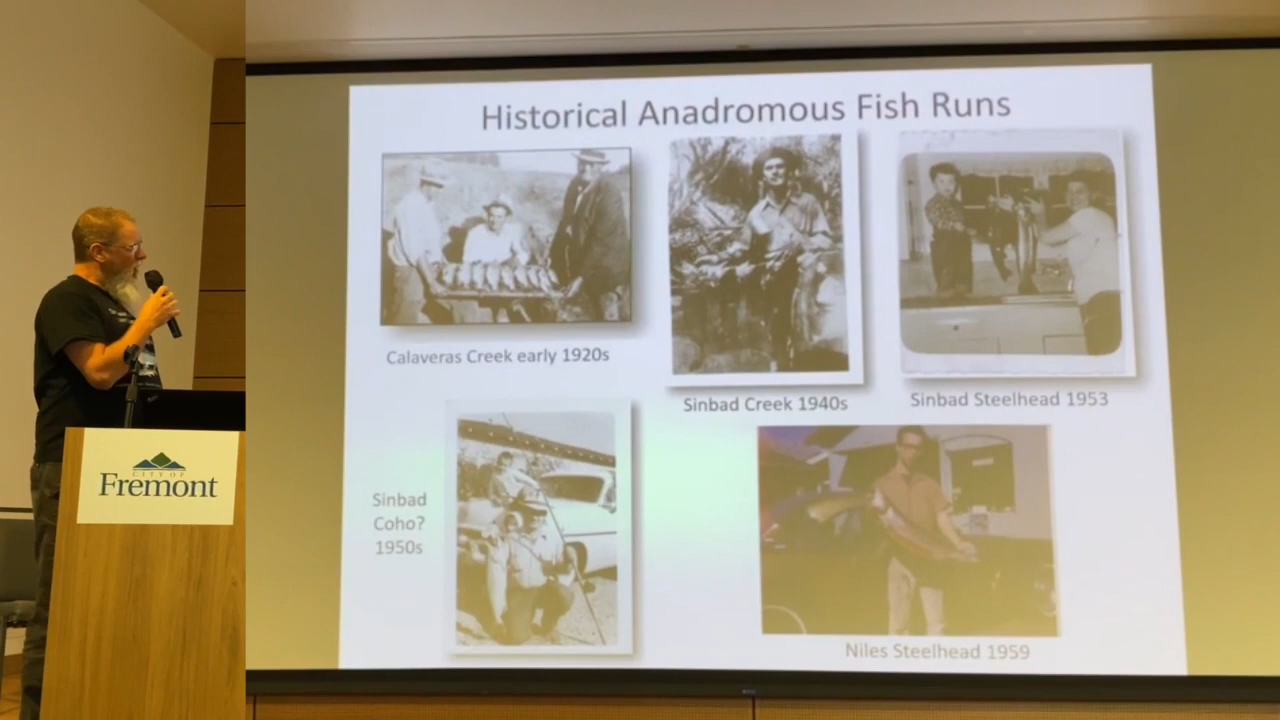 Historical Anadromous Fish Runs
Calaveras Creek early 1920s
Sinbad Creek 1940s
Sinbad Steelhead 1953
Sinbad
Coho?
1950s
Niles Steelhead 1959
CITY OF
Fremont